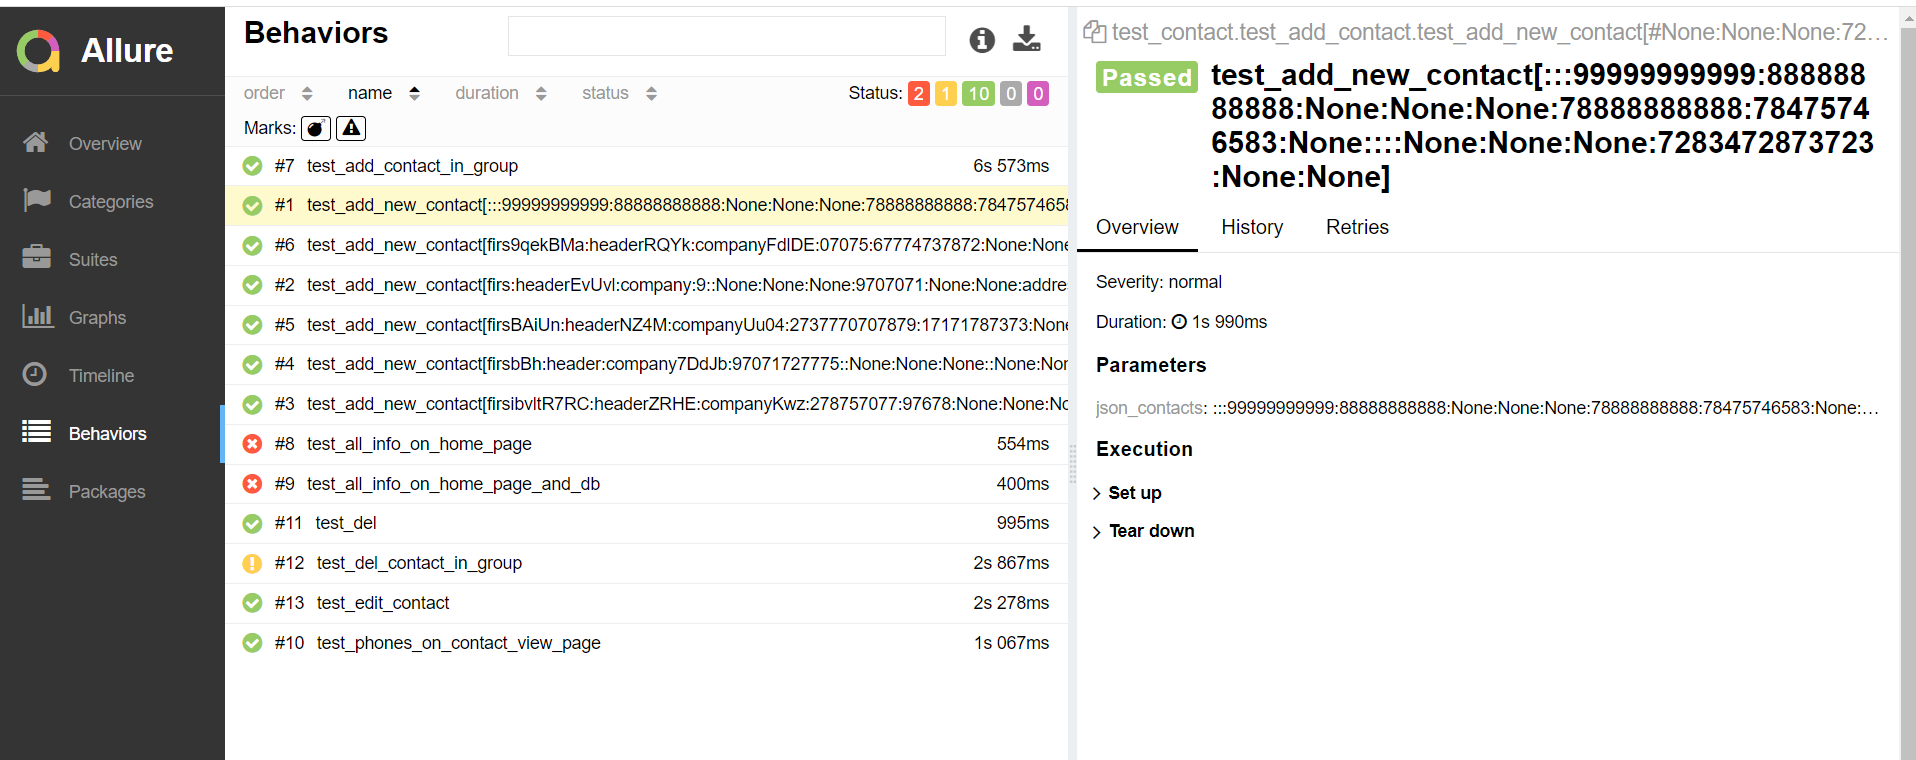 Allure
Overview
Categories
Suites
Graphs
Timeline
Behaviors
Packages
Behaviors
order name duration status Status: 2 1 10 0 0
Marks:
#7 test_add_contact_in_group 6s 573ms
#1 test_add_new_contact[:::99999999999:88888888888:None:None:None:78888888888:7847574658
#6 test_add_new_contact[firs9qekBMa:headerRQYk:companyFdIDE:07075:67774737872:None:None
#2 test_add_new_contact[firs:headerEvUvl:company:9::None:None:None:9707071:None:None:addre
#5 test_add_new_contact[firsBAiUn:headerNZ4M:companyUu04:2737770707879:17171787373:None
#4 test_add_new_contact[firsbBh:header:company7DdJb:97071727775::None:None:None::None:Non
#3 test_add_new_contact[firsibvltR7RC:headerZRHE:companyKwz:278757077:97678:None:None:No
#8 test_all_info_on_home_page 554ms
#9 test_all_info_on_home_page_and_db 400ms
#11 test_del 995ms
#12 test_del_contact_in_group 2s 867ms
#13 test_edit_contact 2s 278ms
#10 test_phones_on_contact_view_page 1s 067ms
test_contact.test_add_contact.test_add_new_contact[#None:None:None:72...
Passed test_add_new_contact[:::99999999999:888888
88888:None:None:None:78888888888:7847574
6583:None::::None:None:None:7283472873723
:None:None]
Overview History Retries
Severity: normal
Duration: 1s 990ms
Parameters
json_contacts: :::99999999999:88888888888:None:None:None:78888888888:78475746583:None:...
Execution
Set up
Tear down